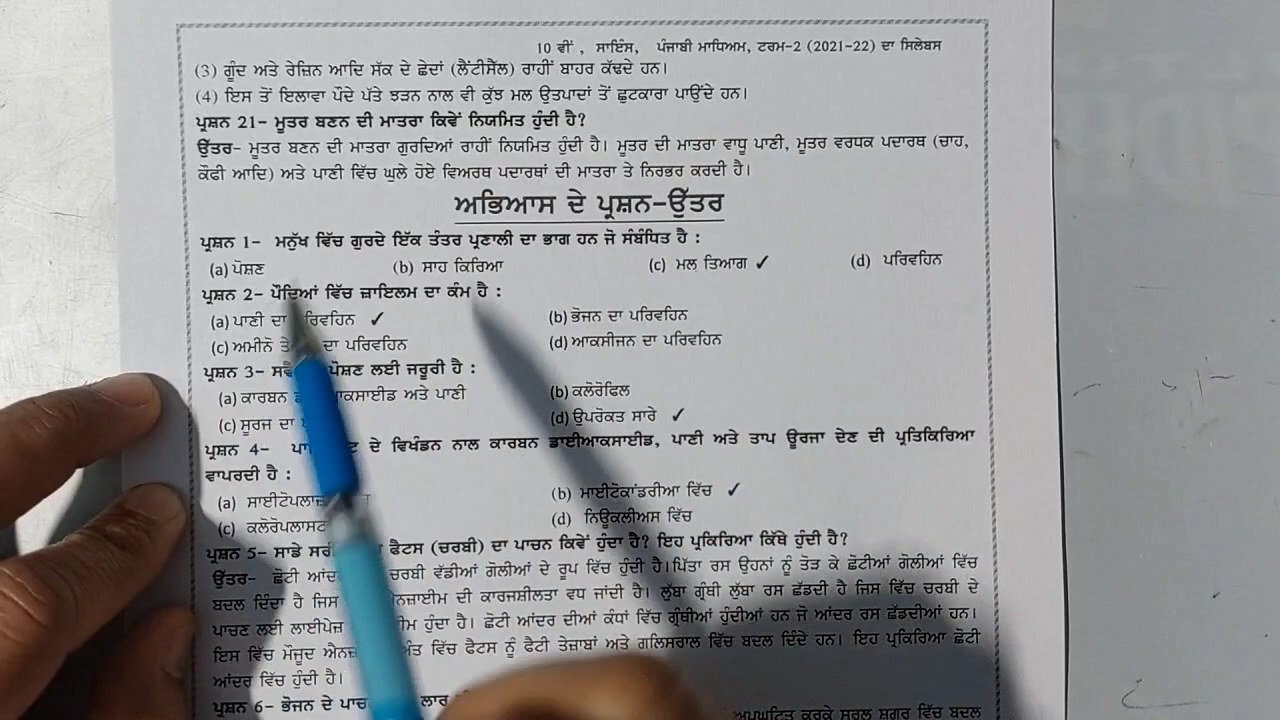 10 ਵੀਂ , ਸਾਇੰਸ, ਪੰਜਾਬੀ ਮਾਧਿਅਮ, ਟਰਮ-2 (2021-22) ਦਾ ਸਿਲੇਬਸ
(3) ਗੂੰਦ ਅਤੇ ਰੇਜ਼ਿਨ ਆਦਿ ਸੱਕ ਦੇ ਛੇਦਾਂ (ਲੈਂਟੀਸੈੱਲ) ਰਾਹੀਂ ਬਾਹਰ ਕੱਢਦੇ ਹਨ।
(4) ਇਸ ਤੋਂ ਇਲਾਵਾ ਪੌਦੇ ਪੱਤੇ ਝੜਨ ਨਾਲ ਵੀ ਕੁੱਝ ਮਲ ਉਤਪਾਦਾਂ ਤੋਂ ਛੁਟਕਾਰਾ ਪਾਉਂਦੇ ਹਨ।
ਪ੍ਰਸ਼ਨ 21- ਮੂਤਰ ਬਣਨ ਦੀ ਮਾਤਰਾ ਕਿਵੇਂ ਨਿਯਮਿਤ ਹੁੰਦੀ ਹੈ?
ਉੱਤਰ- ਮੂਤਰ ਬਣਨ ਦੀ ਮਾਤਰਾ ਗੁਰਦਿਆਂ ਰਾਹੀਂ ਨਿਯਮਿਤ ਹੁੰਦੀ ਹੈ। ਮੂਤਰ ਦੀ ਮਾਤਰਾ ਵਾਧੂ ਪਾਣੀ, ਮੂਤਰ ਵਰਧਕ ਪਦਾਰਥ (ਚਾਹ,
ਕੌਫੀ ਆਦਿ) ਅਤੇ ਪਾਣੀ ਵਿੱਚ ਘੁਲੇ ਹੋਏ ਵਿਅਰਥ ਪਦਾਰਥਾਂ ਦੀ ਮਾਤਰਾ ਤੇ ਨਿਰਭਰ ਕਰਦੀ ਹੈ।
ਅਭਿਆਸ ਦੇ ਪ੍ਰਸ਼ਨ-ਉੱਤਰ
ਪ੍ਰਸ਼ਨ 1- ਮਨੁੱਖ ਵਿੱਚ ਗੁਰਦੇ ਇੱਕ ਤੰਤਰ ਪ੍ਰਣਾਲੀ ਦਾ ਭਾਗ ਹਨ ਜੋ ਸੰਬੰਧਿਤ ਹੈ :
(a) ਪੋਸ਼ਣ (b) ਸਾਹ ਕਿਰਿਆ (c) ਮਲ ਤਿਆਗ ✓ (d) ਪਰਿਵਹਿਨ
ਪ੍ਰਸ਼ਨ 2- ਪੌਦਿਆਂ ਵਿੱਚ ਜ਼ਾਇਲਮ ਦਾ ਕੰਮ ਹੈ :
(a) ਪਾਣੀ ਦਾ ਪਰਿਵਹਿਨ ✓ (b) ਭੋਜਨ ਦਾ ਪਰਿਵਹਿਨ
(c) ਅਮੀਨੋ ਦਾ ਪਰਿਵਹਿਨ (d) ਆਕਸੀਜਨ ਦਾ ਪਰਿਵਹਿਨ
ਪ੍ਰਸ਼ਨ 3- ਪੋਸ਼ਣ ਲਈ ਜਰੂਰੀ ਹੈ :
(a) ਕਾਰਬਨ ਅਤੇ ਪਾਣੀ (b) ਕਲੋਰੋਫਿਲ
(c) ਸੂਰਜ ਦਾ (d) ਉਪਰੋਕਤ ਸਾਰੇ ✓
ਪ੍ਰਸ਼ਨ 4- ਦੇ ਵਿਖੰਡਨ ਨਾਲ ਕਾਰਬਨ ਡਾਈਆਕਸਾਈਡ, ਪਾਣੀ ਅਤੇ ਤਾਪ ਊਰਜਾ ਦੇਣ ਦੀ ਪ੍ਰਤਿਕਿਰਿਆ
ਵਾਪਰਦੀ ਹੈ :
(a) (b) ਮਾਈਟੋਕਾਂਡਰੀਆ ਵਿੱਚ ✓
(c) ਕਲੋਰੋਪਲਾਸਟ (d) ਨਿਊਕਲੀਅਸ ਵਿੱਚ
ਪ੍ਰਸ਼ਨ 5- ਸਾਡੇ ਫੈਟਸ (ਚਰਬੀ) ਦਾ ਪਾਚਨ ਕਿਵੇਂ ਹੁੰਦਾ ਹੈ? ਇਹ ਪ੍ਰਕਿਰਿਆ ਕਿੱਥੇ ਹੁੰਦੀ ਹੈ?
ਉੱਤਰ- ਛੋਟੀ ਚਰਬੀ ਵੱਡੀਆਂ ਗੋਲੀਆਂ ਦੇ ਰੂਪ ਵਿੱਚ ਹੁੰਦੀ ਹੈ।ਪਿੱਤਾ ਰਸ ਉਹਨਾਂ ਨੂੰ ਤੋੜ ਕੇ ਛੋਟੀਆਂ ਗੋਲੀਆਂ ਵਿੱਚ
ਬਦਲ ਦਿੰਦਾ ਹੈ ਜਿਸ ਦੀ ਕਾਰਜਸ਼ੀਲਤਾ ਵਧ ਜਾਂਦੀ ਹੈ। ਲੁੱਬਾ ਗ੍ਰੰਥੀ ਲੁੱਬਾ ਰਸ ਛੱਡਦੀ ਹੈ ਜਿਸ ਵਿੱਚ ਚਰਬੀ ਦੇ
ਪਾਚਣ ਲਈ ਲਾਈਪੇਜ਼ ਹੁੰਦਾ ਹੈ। ਛੋਟੀ ਆਂਦਰ ਦੀਆਂ ਕੰਧਾਂ ਵਿੱਚ ਗ੍ਰੰਥੀਆਂ ਹੁੰਦੀਆਂ ਹਨ ਜੋ ਆਂਦਰ ਰਸ ਛੱਡਦੀਆਂ ਹਨ।
ਇਸ ਵਿੱਚ ਮੌਜੂਦ ਅੰਤ ਵਿੱਚ ਫੈਟਸ ਨੂੰ ਫੈਟੀ ਤੇਜ਼ਾਬਾਂ ਅਤੇ ਗਲਿਸਰਾਲ ਵਿੱਚ ਬਦਲ ਦਿੰਦੇ ਹਨ। ਇਹ ਪ੍ਰਕਿਰਿਆ ਛੋਟੀ
ਆਂਦਰ ਵਿੱਚ ਹੁੰਦੀ ਹੈ।
ਪ੍ਰਸ਼ਨ 6- ਭੋਜਨ ਦੇ
ਅਪਘਟਿਤ ਕਰਕੇ ਸਰਲ ਸ਼ਗਰ ਵਿੱਚ ਬਦਲ